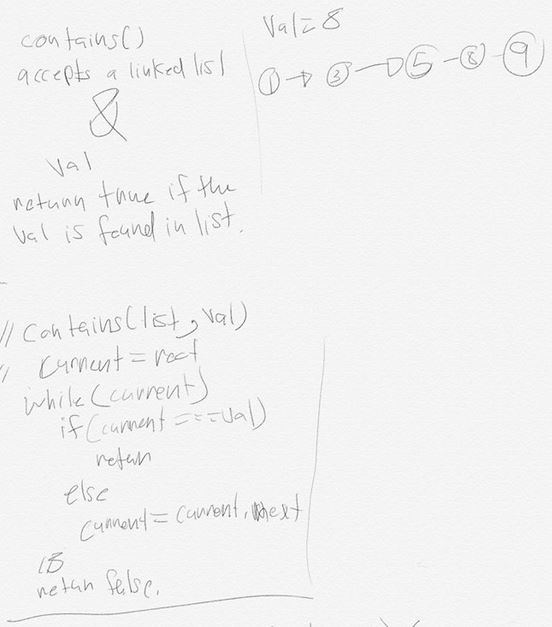 contains()
accepts a linked list
&
val
return true if the
val is found in list.
Val=8
1 → 3 → 5 - 8 - 9
// contains(list, val)
// current = root
while(current)
if(current===val)
return
else
current = current.next
return false.